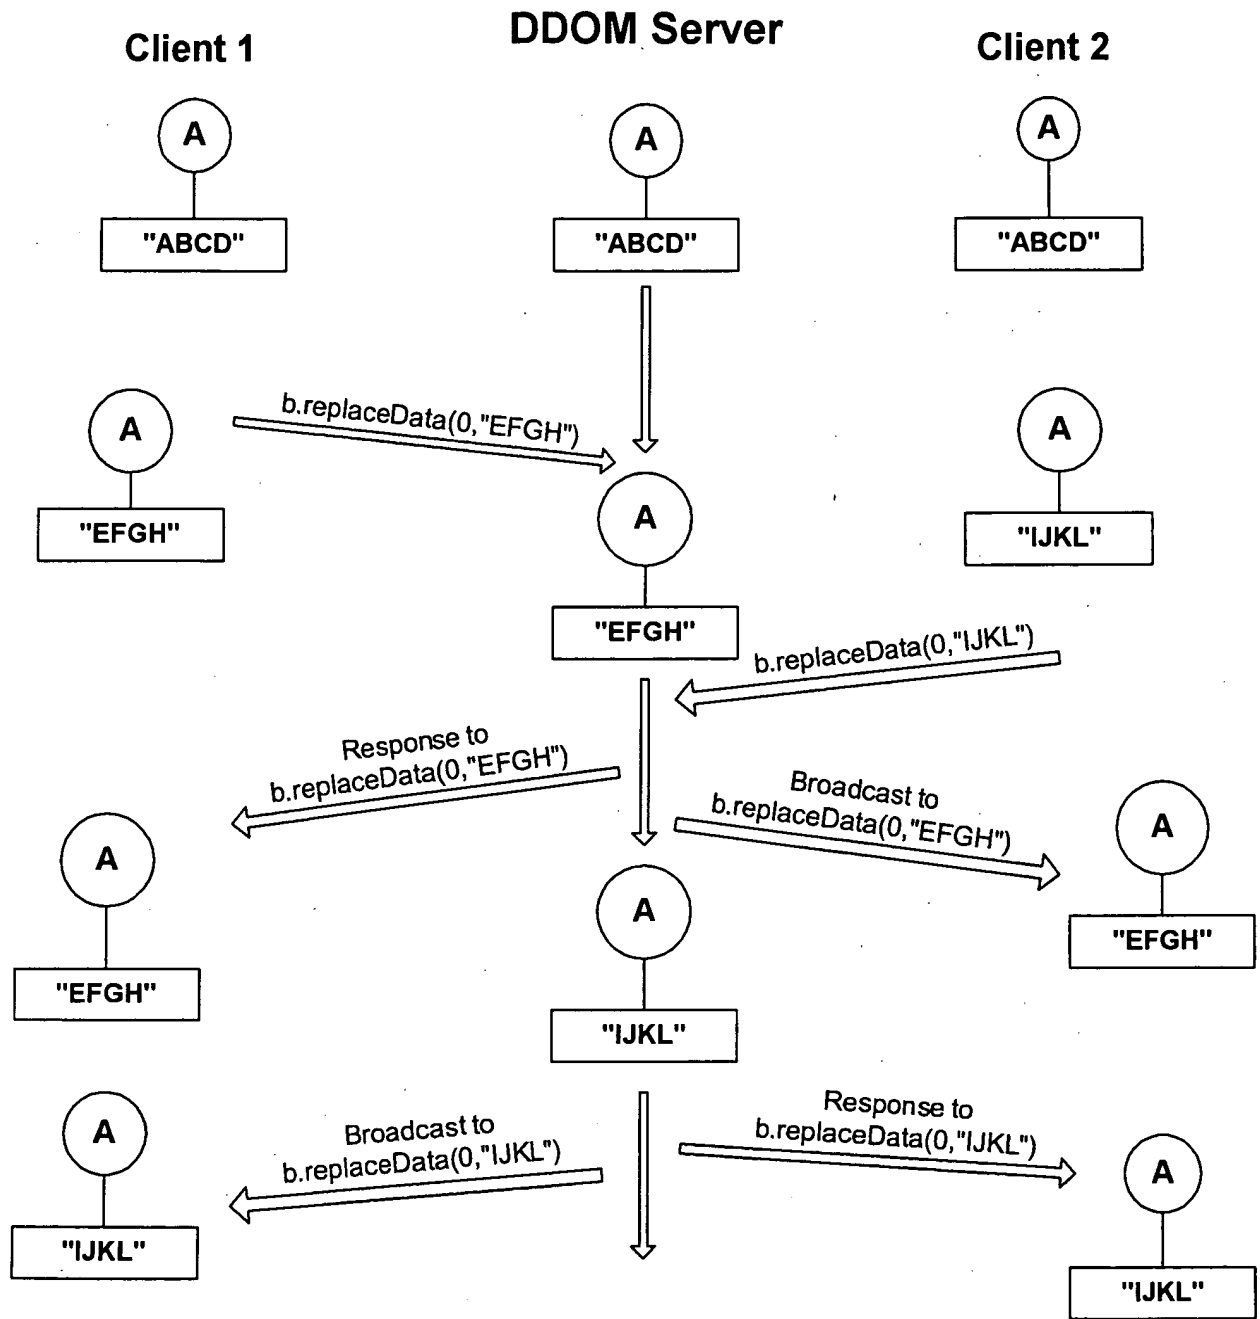 DDOM Server
Client 1
Client 2
A
A
A
"ABCD"
"ABCD"
"ABCD"
b.replaceData(0,"EFGH")
A
A
A
"EFGH"
"IJKL"
"EFGH"
b.replaceData(0,"IJKL")
Response to
b.replaceData(0,"EFGH")
Broadcast to
b.replaceData(0,"EFGH")
A
A
A
"EFGH"
"EFGH"
"IJKL"
Broadcast to
b.replaceData(0,"IJKL")
Response to
b.replaceData(0,"IJKL")
A
A
"IJKL"
"IJKL"